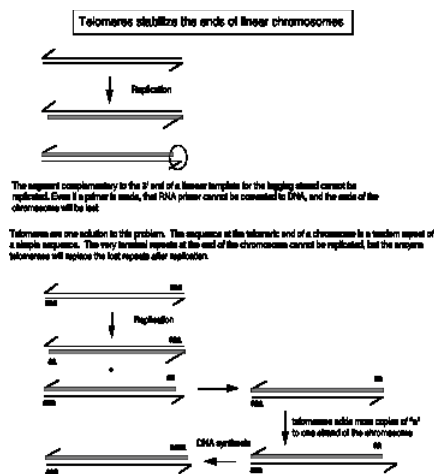 Telomeres stabilize the ends of linear chromosomes
Replication
The segment complementary to the 3' end of a linear template for the lagging strand cannot be
replicated. Even if a primer is made, that RNA primer cannot be converted to DNA, and the ends of the
chromosome will be lost
Telomeres are one solution to this problem. The sequence at the telomeric end of a chromosome is a tandem repeat of
a simple sequence. The very terminal repeats at the end of the chromosome cannot be replicated, but the enzyme
telomerase will replace the lost repeats after replication.
Replication
+
telomerase adds more copies of "a"
to one strand of the chromosome
DNA synthesis